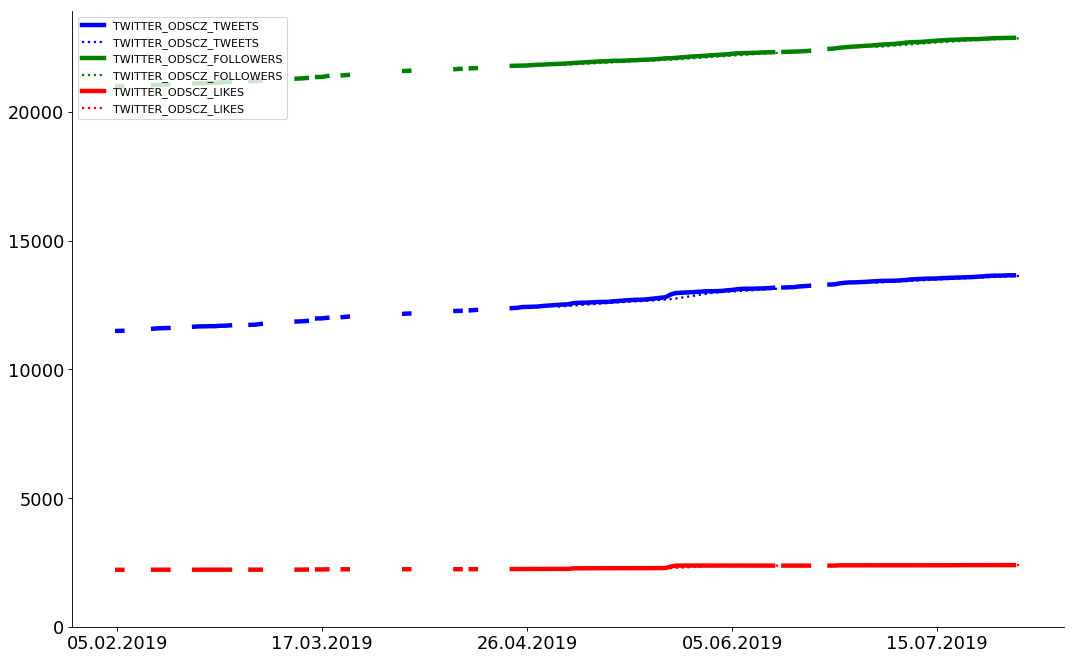 TWITTER_ODSCZ_TWEETS
TWITTER_ODSCZ_TWEETS
TWITTER_ODSCZ_FOLLOWERS
TWITTER_ODSCZ_FOLLOWERS
TWITTER_ODSCZ_LIKES
TWITTER_ODSCZ_LIKES
20000
15000
10000
5000
0
05.02.2019 17.03.2019 26.04.2019 05.06.2019 15.07.2019